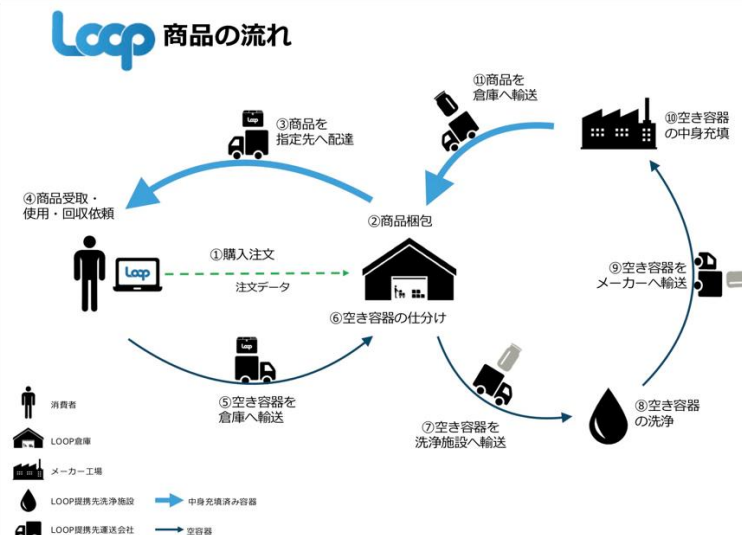 Loop 商品の流れ
⑪商品を
倉庫へ輸送
③商品を
指定先へ配達
Loop
⑩空き容器
の中身充填
④商品受取・
使用・回収依頼
②商品梱包
①購入注文
Loop
注文データ
⑨空き容器を
メーカーへ輸送
⑥空き容器の仕分け
Loop
⑤空き容器を
倉庫へ輸送
⑦空き容器を
洗浄施設へ輸送
⑧空き容器
の洗浄
消費者
LOOP倉庫
メーカー工場
LOOP提携先洗浄施設
中身充填済み容器
LOOP提携先運送会社
空容器